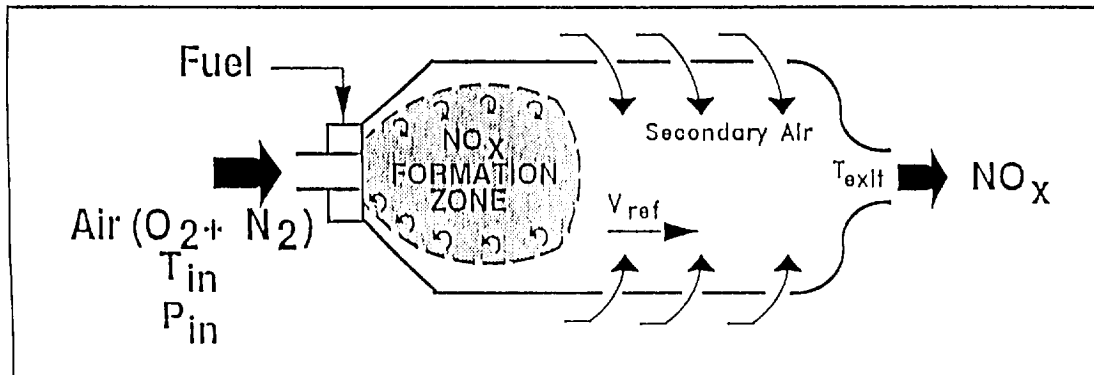 Fuel
NOx
FORMATION
ZONE
Secondary Air
Vref
Texit
NOx
Air (O2+ N2)
Tin
Pin